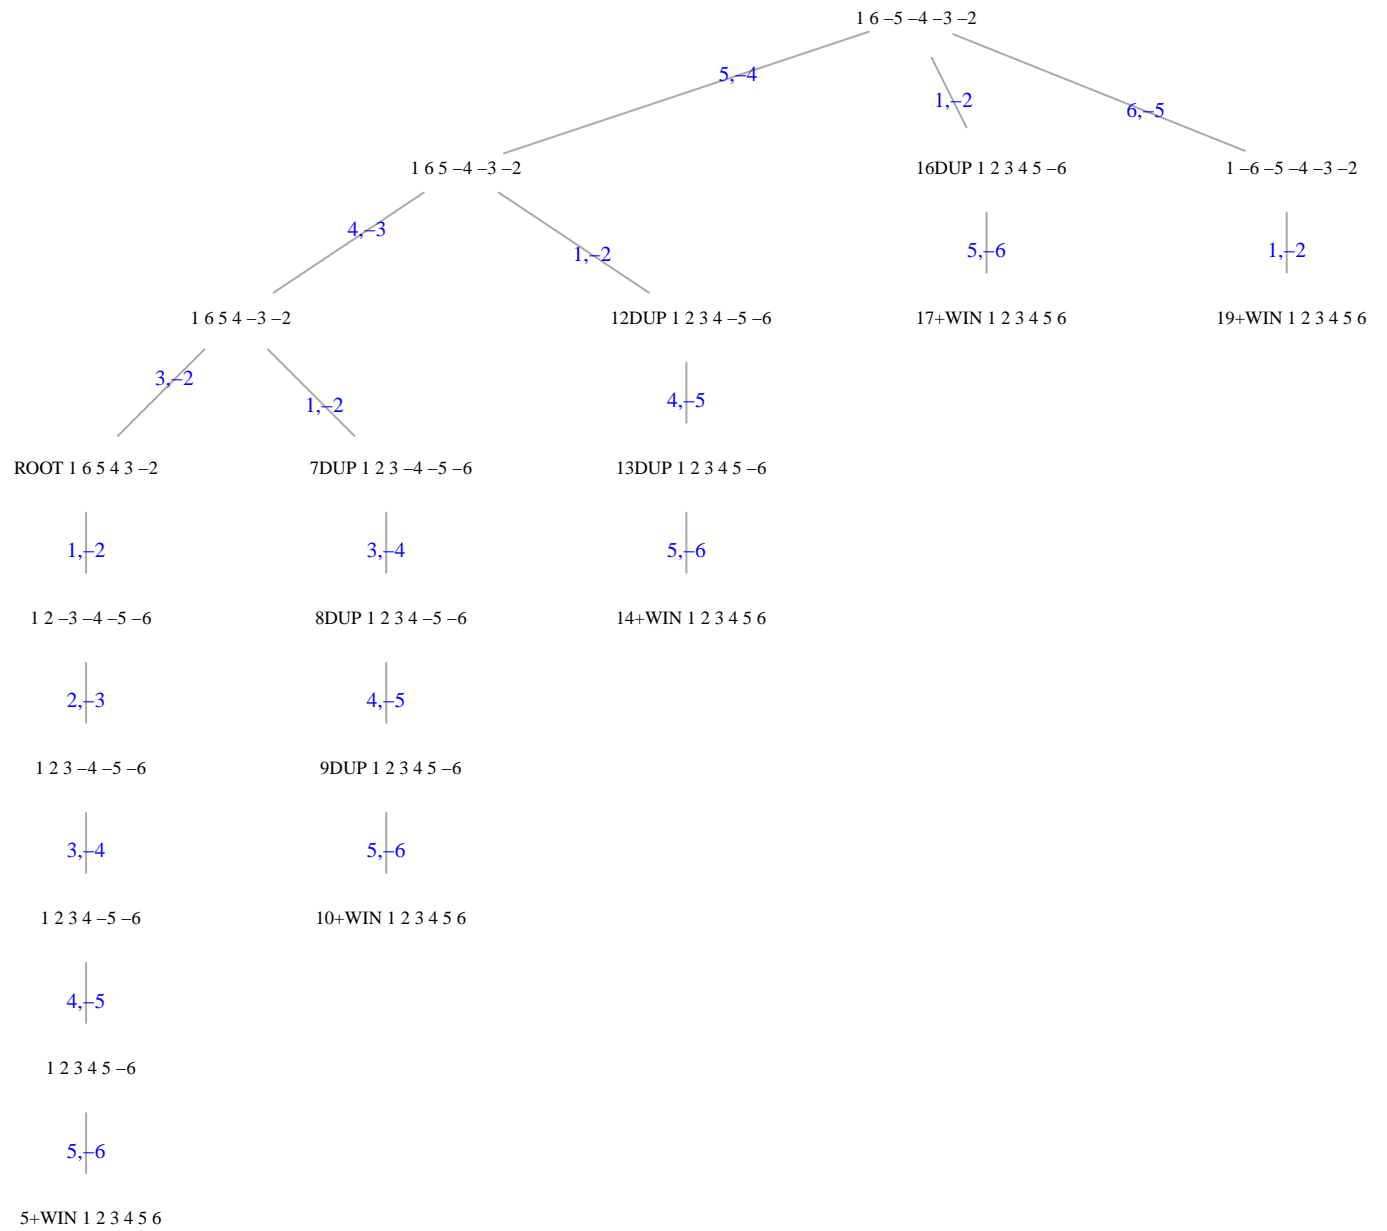 1 6 –5 –4 –3 –2
5,–4
1,–2
6,–5
1 6 5 –4 –3 –2
16DUP 1 2 3 4 5 –6
1 –6 –5 –4 –3 –2
4,–3
1,–2
5,–6
1,–2
1 6 5 4 –3 –2
12DUP 1 2 3 4 –5 –6
17+WIN 1 2 3 4 5 6
19+WIN 1 2 3 4 5 6
3,–2
1,–2
4,–5
ROOT 1 6 5 4 3 –2
7DUP 1 2 3 –4 –5 –6
13DUP 1 2 3 4 5 –6
1,–2
3,–4
5,–6
1 2 –3 –4 –5 –6
8DUP 1 2 3 4 –5 –6
14+WIN 1 2 3 4 5 6
2,–3
4,–5
1 2 3 –4 –5 –6
9DUP 1 2 3 4 5 –6
3,–4
5,–6
1 2 3 4 –5 –6
10+WIN 1 2 3 4 5 6
4,–5
1 2 3 4 5 –6
5,–6
5+WIN 1 2 3 4 5 6